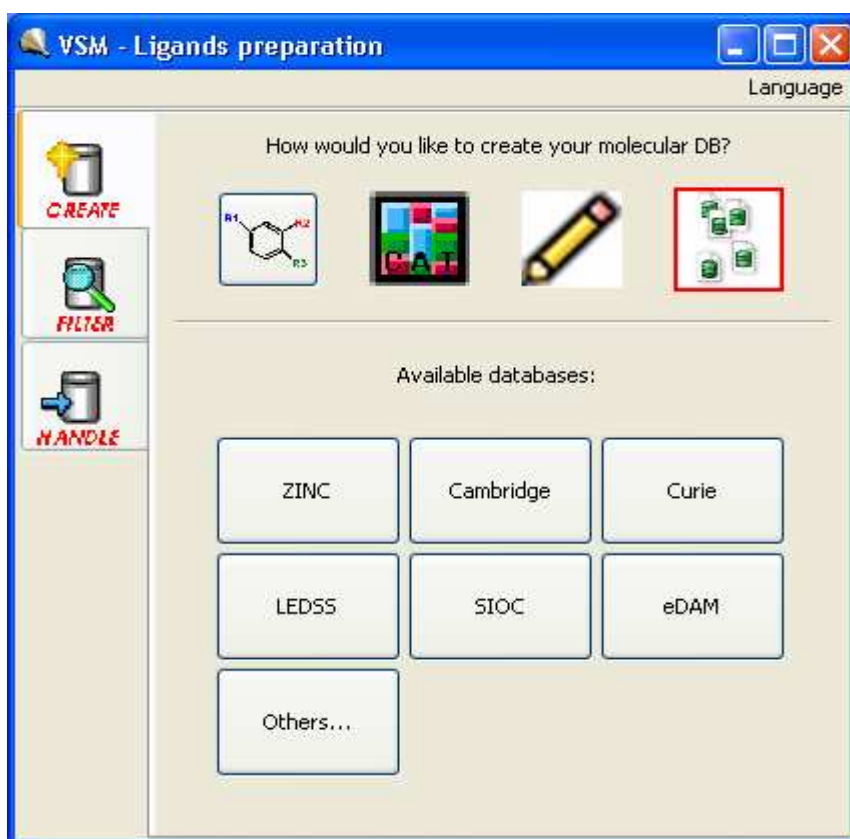 VSM - Ligands preparation
Language
How would you like to create your molecular DB?
CREATE
R1 R2
R3
CAT
FILTER
HANDLE
Available databases:
ZINC Cambridge Curie
LEDSS SIOC eDAM
Others...